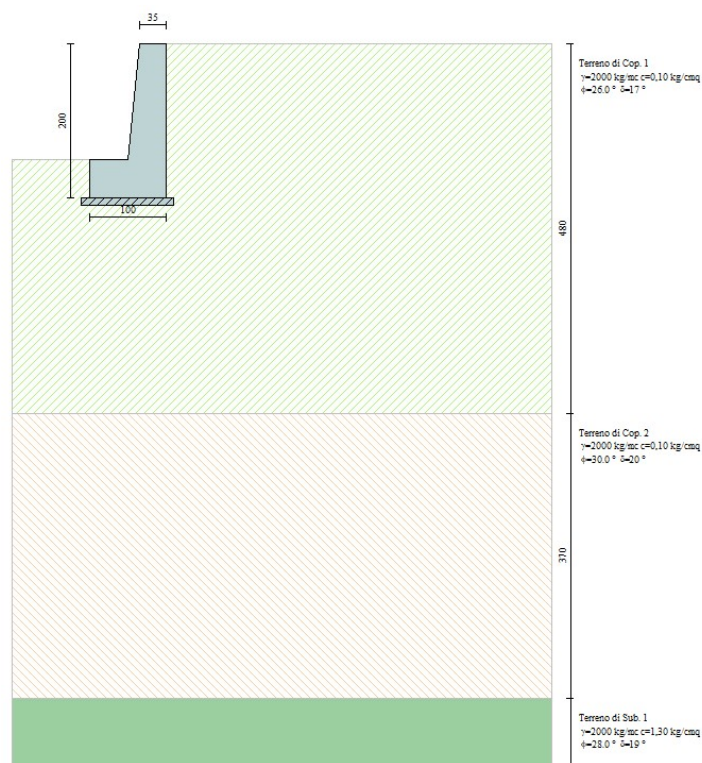 35
200
100
Terreno di Cop. 1
γ=2000 kg/mc c=0,10 kg/cmq
ϕ=26.0 ° δ=17 °
480
Terreno di Cop. 2
γ=2000 kg/mc c=0,10 kg/cmq
ϕ=30.0 ° δ=20 °
370
Terreno di Sub. 1
γ=2000 kg/mc c=1,30 kg/cmq
ϕ=28.0 ° δ=19 °